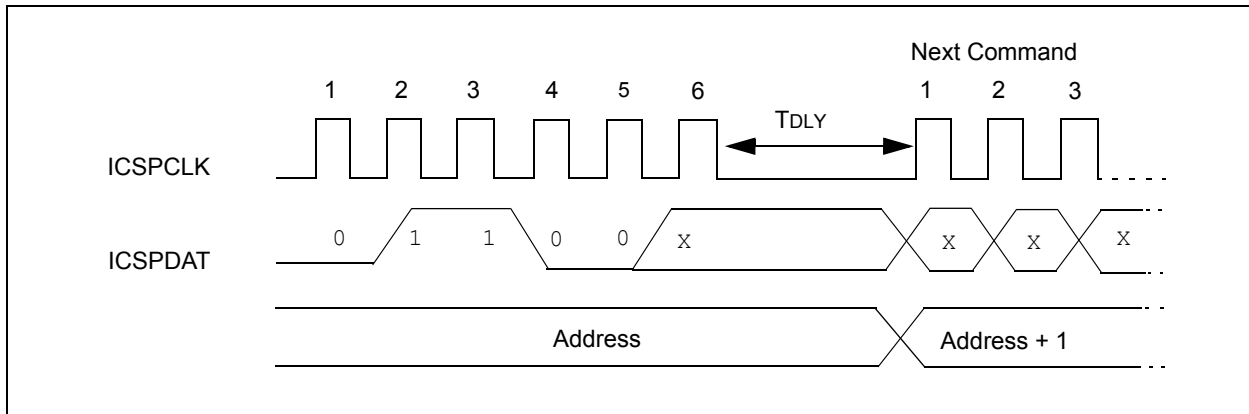 Next Command
1 2 3 4 5 6 1 2 3
TDLY
ICSPCLK
0 1 1 0 0 x x x x
ICSPDAT
Address Address + 1